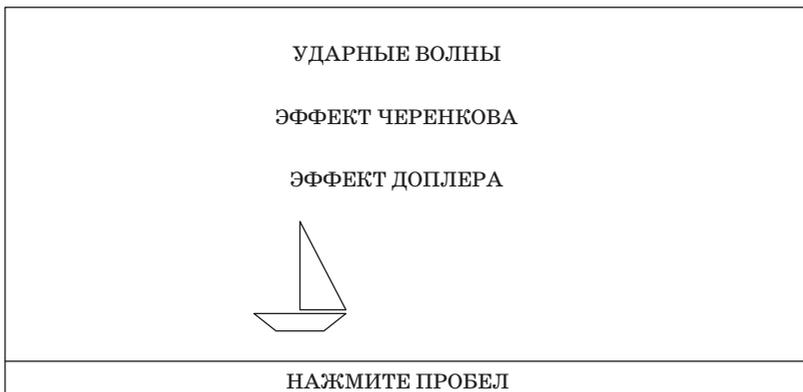 УДАРНЫЕ ВОЛНЫ
ЭФФЕКТ ЧЕРЕНКОВА
ЭФФЕКТ ДОПЛЕРА
НАЖМИТЕ ПРОБЕЛ